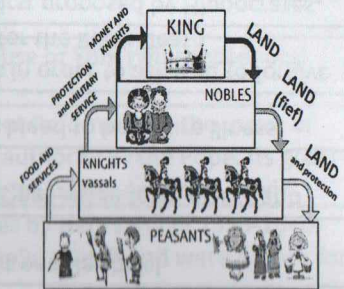 MONEY AND
KNIGHTS
KING
LAND
PROTECTION
and MILITARY
SERVICE
NOBLES
LAND
(fief)
FOOD AND
SERVICES
KNIGHTS
vassals
LAND
and protection
PEASANTS